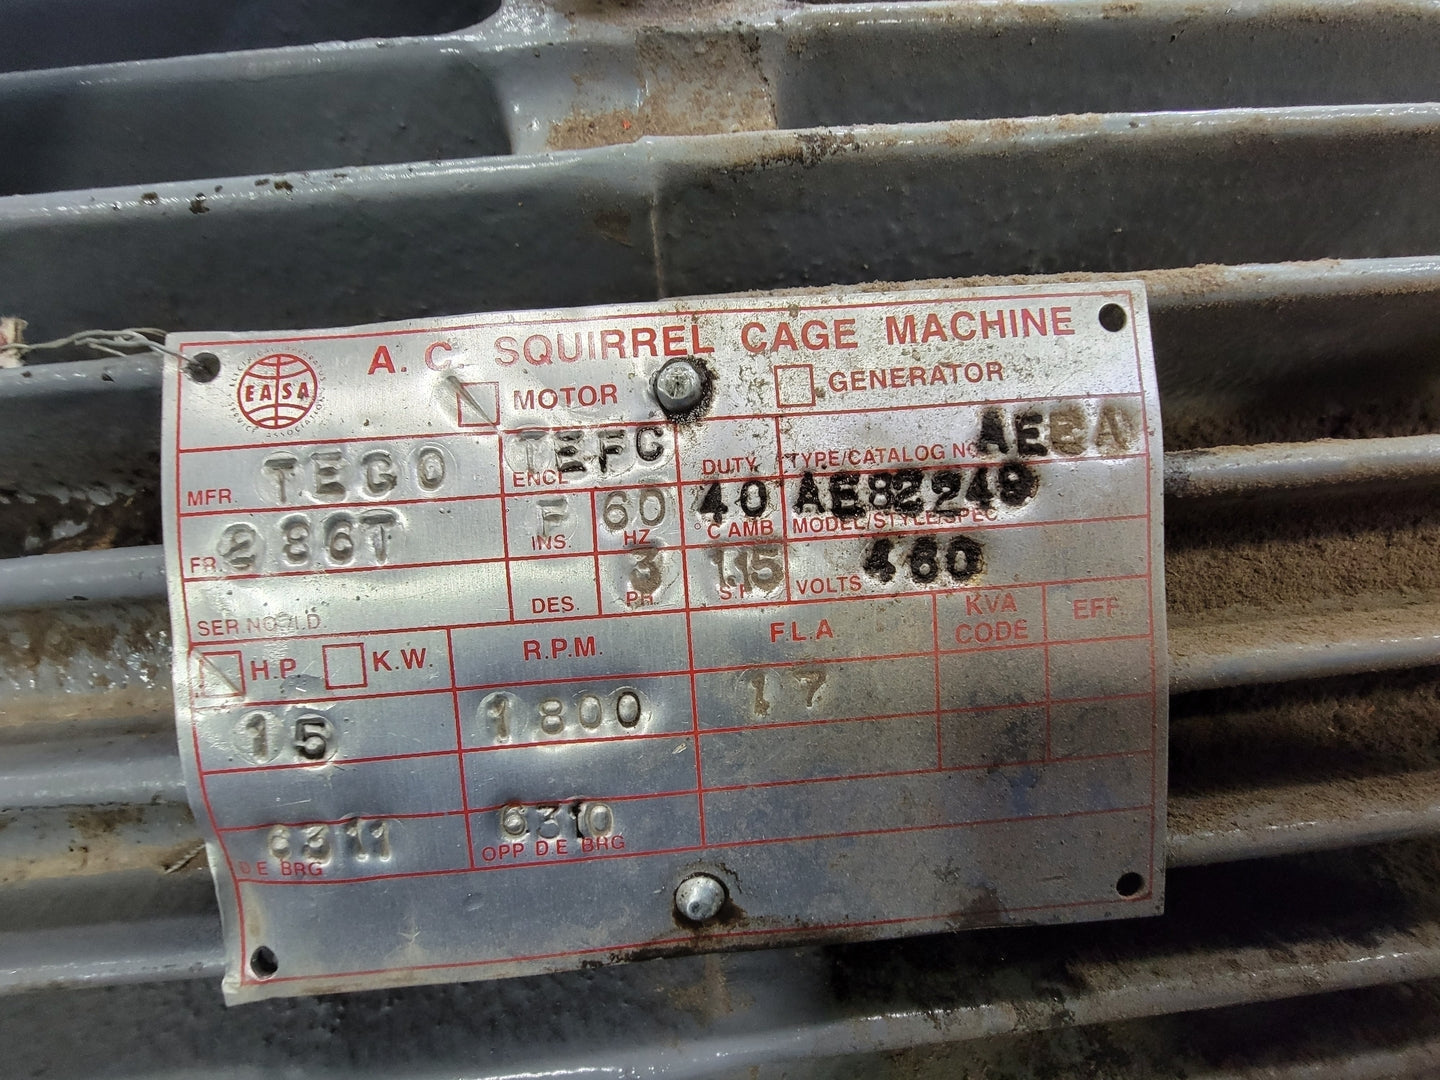 A. C. SQUIRREL CAGE MACHINE
EASA
MOTOR
GENERATOR
MFR. TEGO
ENCL TEFC
DUTY
TYPE/CATALOG NO
FR. 286T
INS. F
HZ 60
°C AMB 40
MODEL/STYLE/SPEC AE82249
SER.NO./I.D.
DES.
PH. 3
S.F. 1.15
VOLTS 460
H.P.
K.W.
R.P.M.
F.L.A.
KVA CODE
EFF
15
1800
17
D.E BRG 6311
OPP D.E BRG 6310